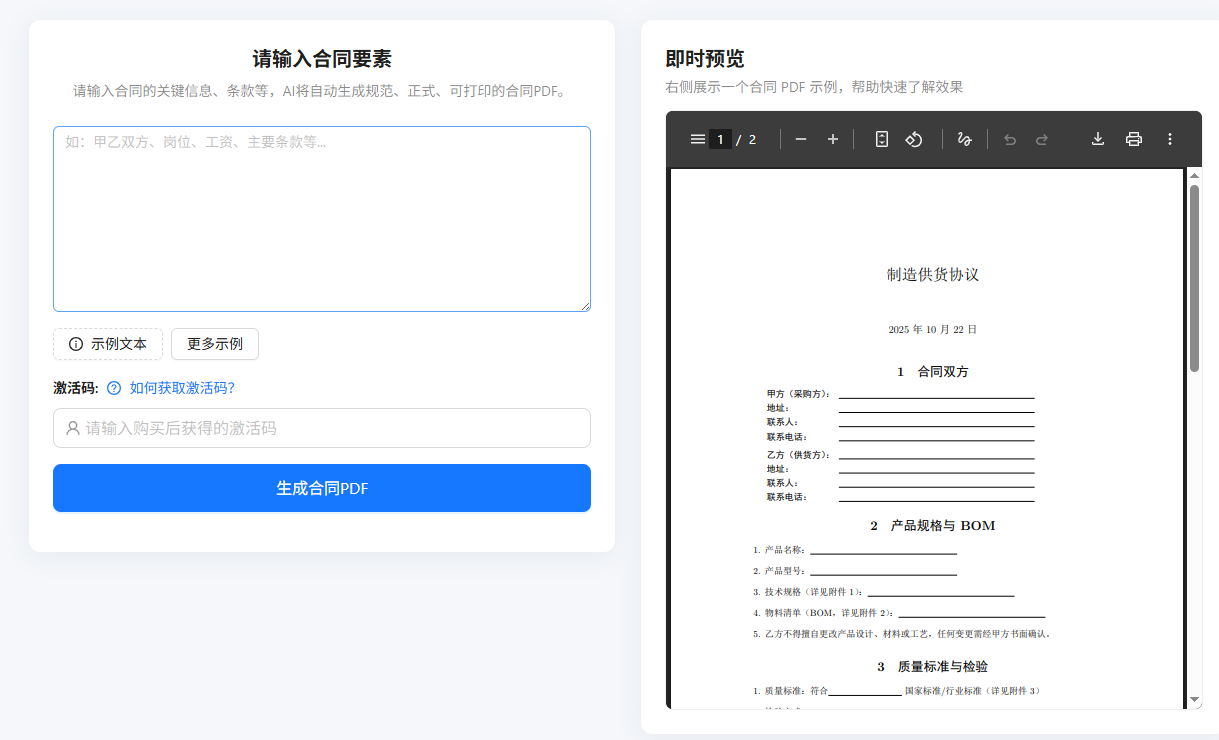 请输入合同要素
请输入合同的关键信息、条款等，AI将自动生成规范、正式、可打印的合同PDF。
如：甲乙双方、岗位、工资、主要条款等...
示例文本
更多示例
激活码: 如何获取激活码？
请输入购买后获得的激活码
生成合同PDF
即时预览
右侧展示一个合同 PDF 示例，帮助快速了解效果
1 / 2
制造供货协议
2025 年 10 月 22 日
1 合同双方
甲方（采购方）：
地址：
联系人：
联系电话：
乙方（供货方）：
地址：
联系人：
联系电话：
2 产品规格与 BOM
1. 产品名称：
2. 产品型号：
3. 技术规格（详见附件 1）：
4. 物料清单（BOM，详见附件 2）：
5. 乙方不得擅自更改产品设计、材料或工艺，任何变更需经甲方书面确认。
3 质量标准与检验
1. 质量标准：符合 国家标准/行业标准（详见附件 3）